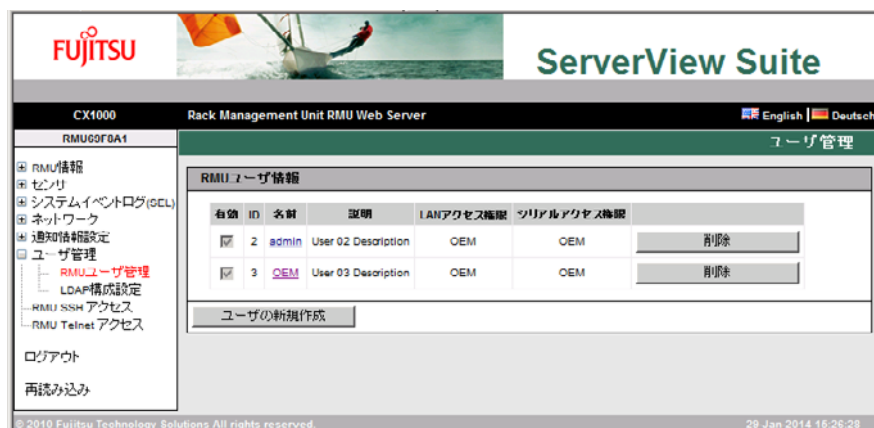 FUJITSU
ServerView Suite
CX1000
Rack Management Unit RMU Web Server
English | Deutsch
RMU69F8A1
ユーザ管理
RMU情報
センサ
システムイベントログ(SEL)
ネットワーク
通知情報設定
ユーザ管理
RMUユーザ管理
LDAP構成設定
RMU SSH アクセス
RMU Telnet アクセス
ログアウト
再読み込み
RMUユーザ情報
有効 ID 名前 説明 LANアクセス権限 シリアルアクセス権限
2 admin User 02 Description OEM OEM 削除
3 OEM User 03 Description OEM OEM 削除
ユーザの新規作成
© 2010 Fujitsu Technology Solutions All rights reserved.
29 Jan 2014 15:26:28